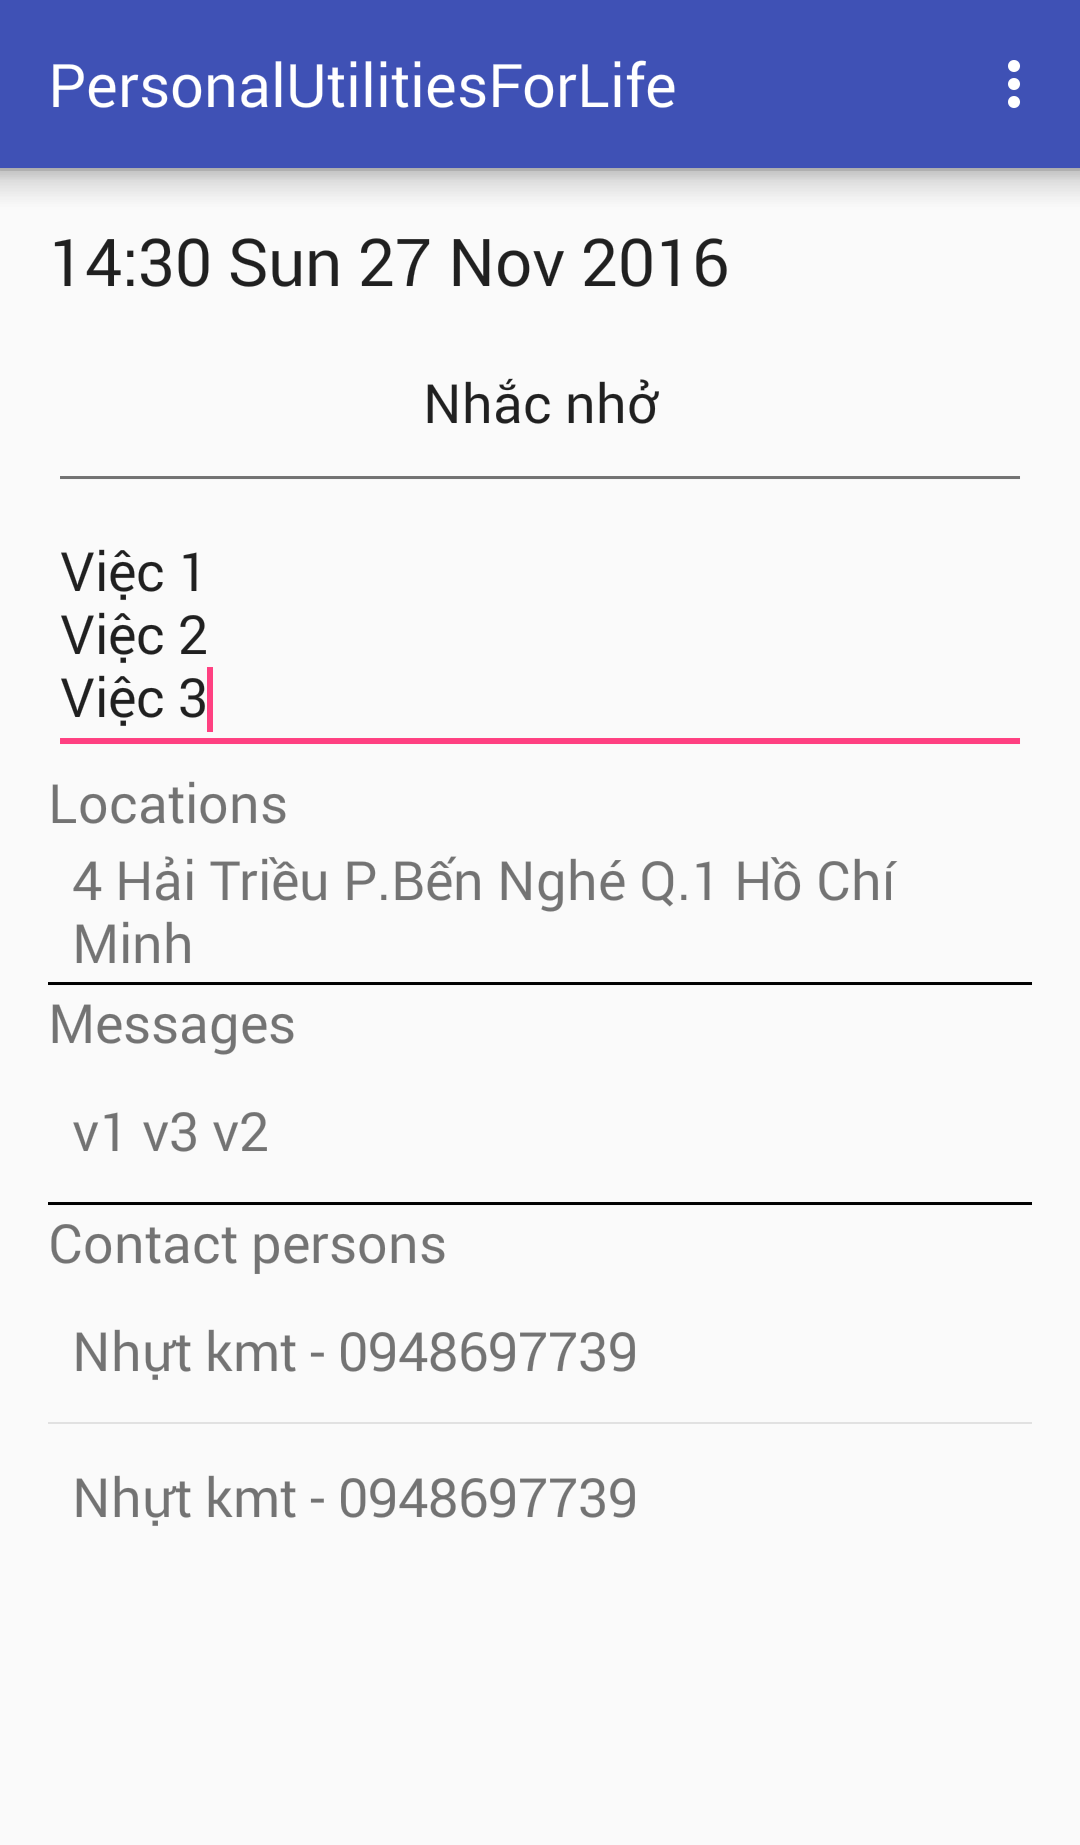 PersonalUtilitiesForLife
14:30 Sun 27 Nov 2016
Nhắc nhở
Việc 1
Việc 2
Việc 3
Locations
4 Hải Triều P.Bến Nghé Q.1 Hồ Chí
Minh
Messages
v1 v3 v2
Contact persons
Nhựt kmt - 0948697739
Nhựt kmt - 0948697739